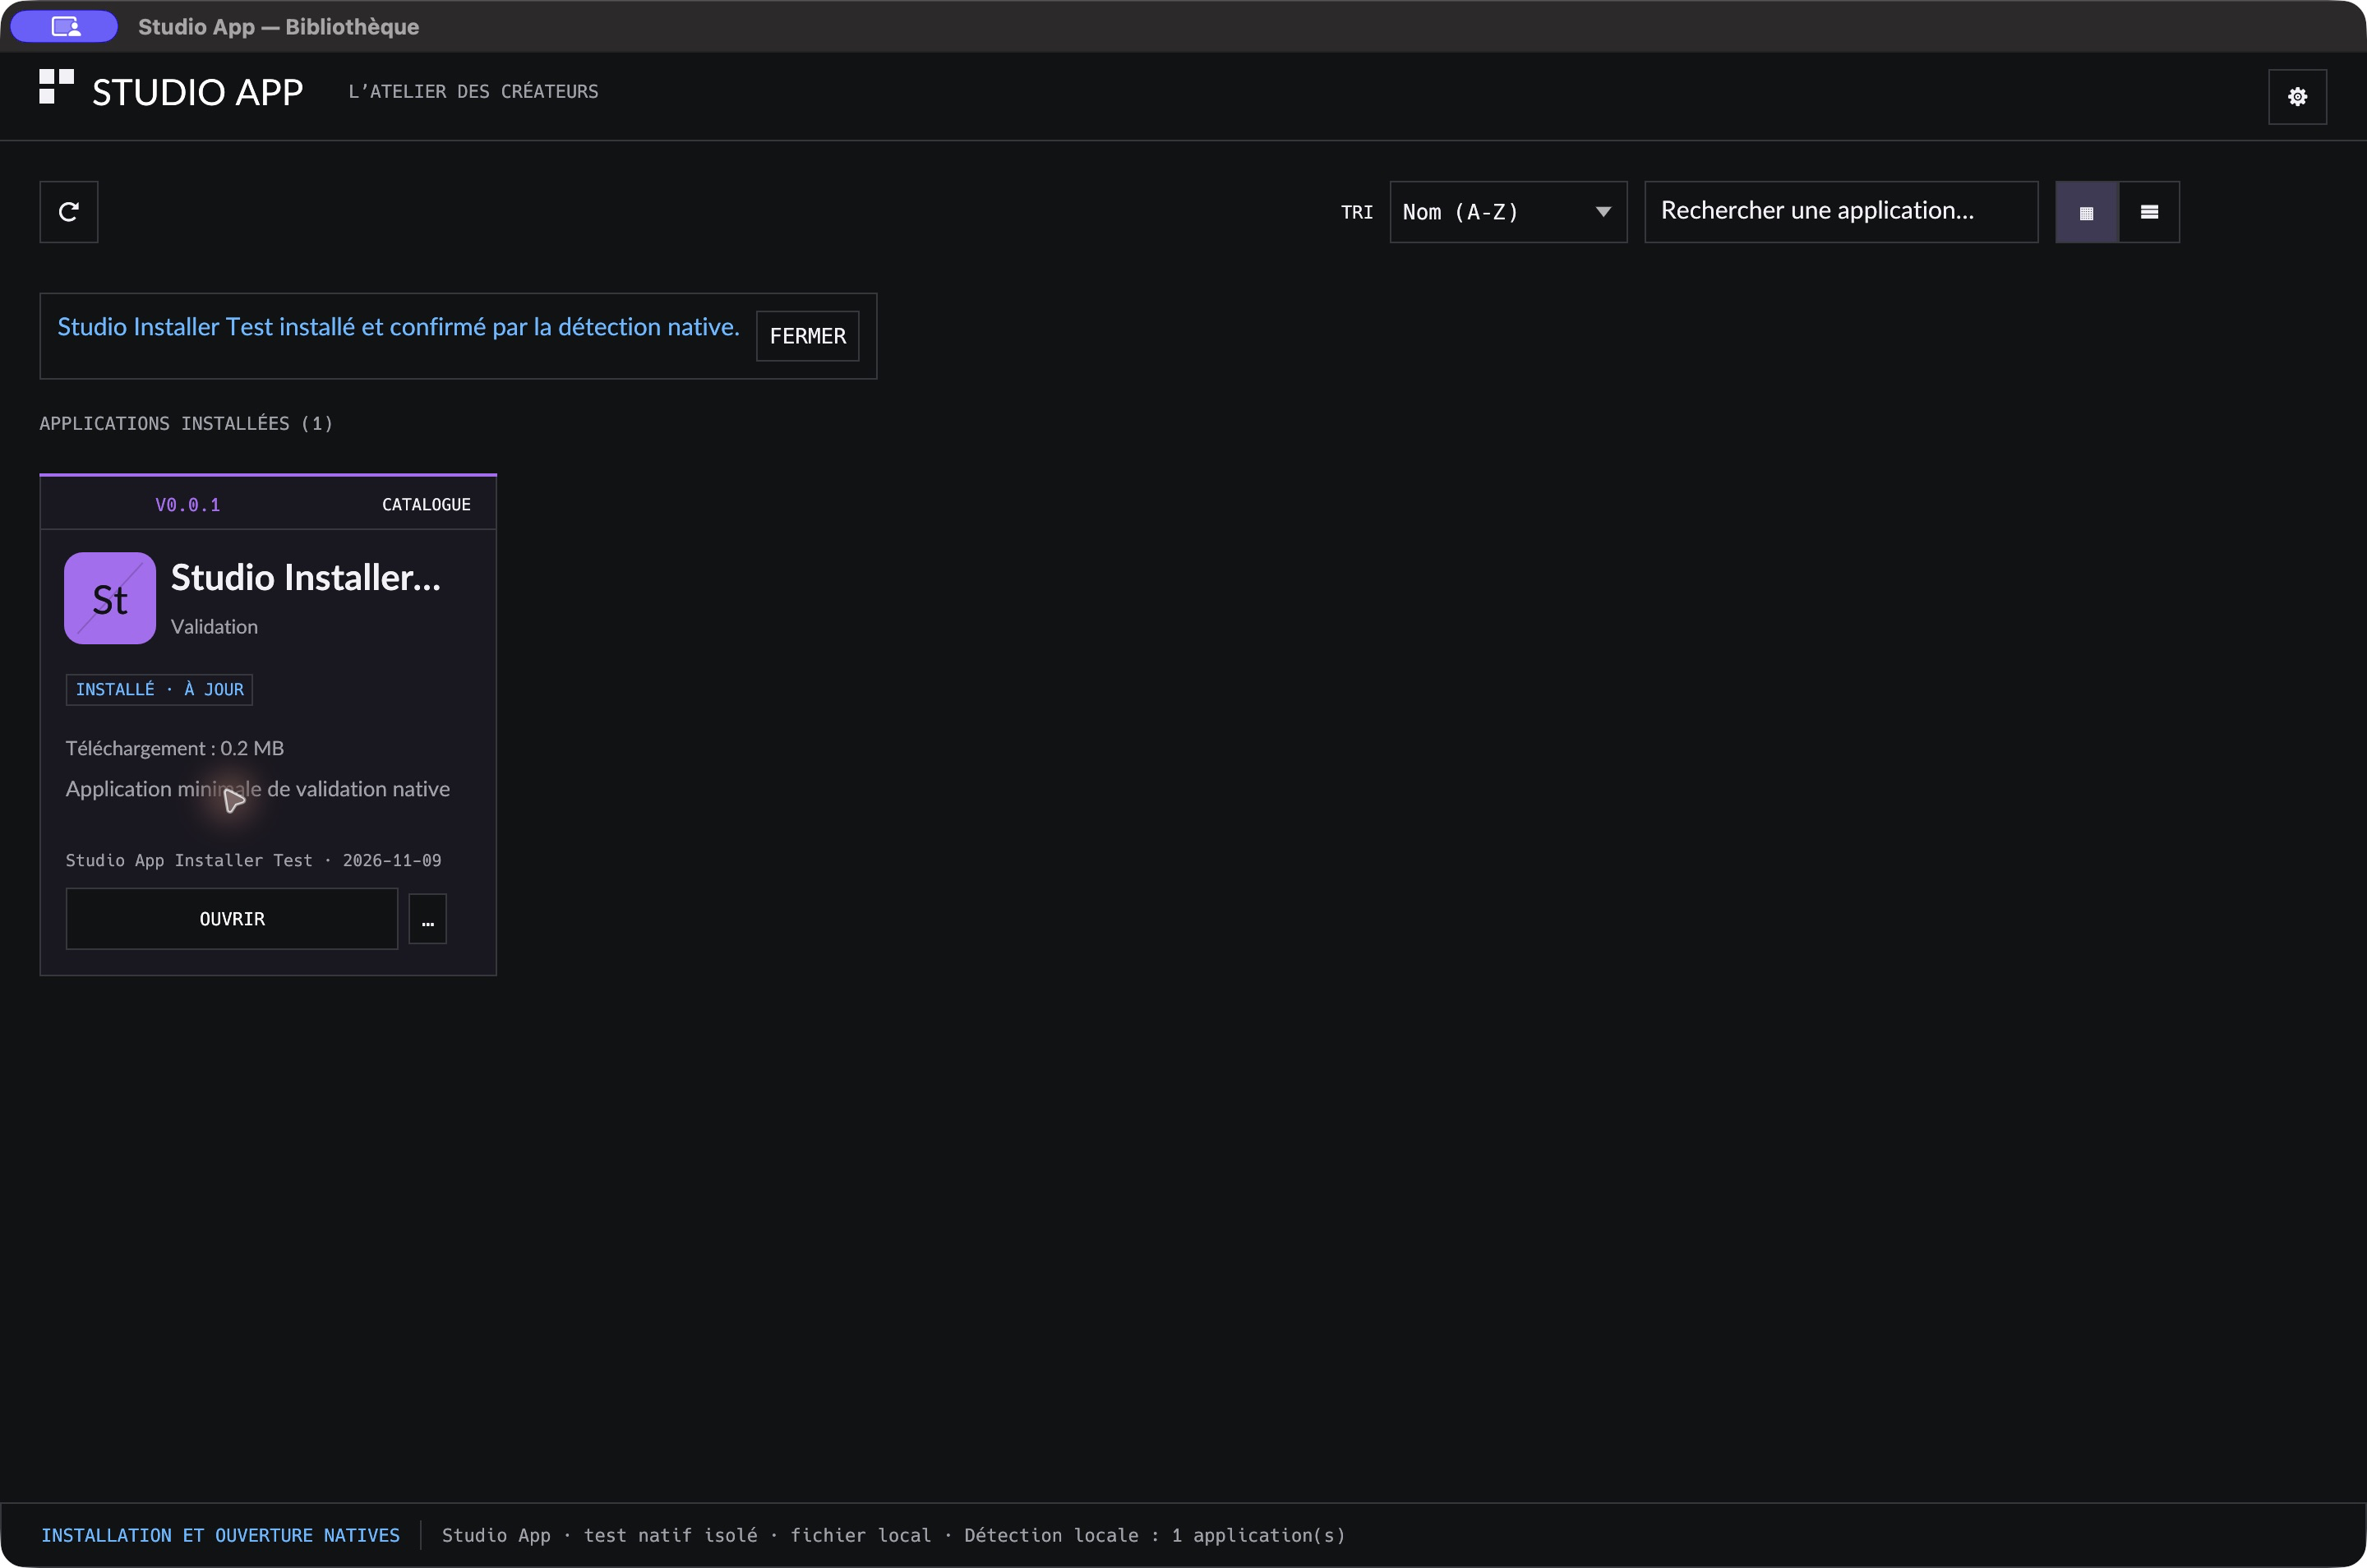 Studio App — Bibliothèque
STUDIO APP
L’ATELIER DES CRÉATEURS
TRI
Nom (A-Z)
Rechercher une application...
Studio Installer Test installé et confirmé par la détection native.
FERMER
APPLICATIONS INSTALLÉES (1)
V0.0.1
CATALOGUE
St
Studio Installer...
Validation
INSTALLÉ · À JOUR
Téléchargement : 0.2 MB
Application minimale de validation native
Studio App Installer Test · 2026-11-09
OUVRIR
…
INSTALLATION ET OUVERTURE NATIVES
Studio App · test natif isolé · fichier local · Détection locale : 1 application(s)